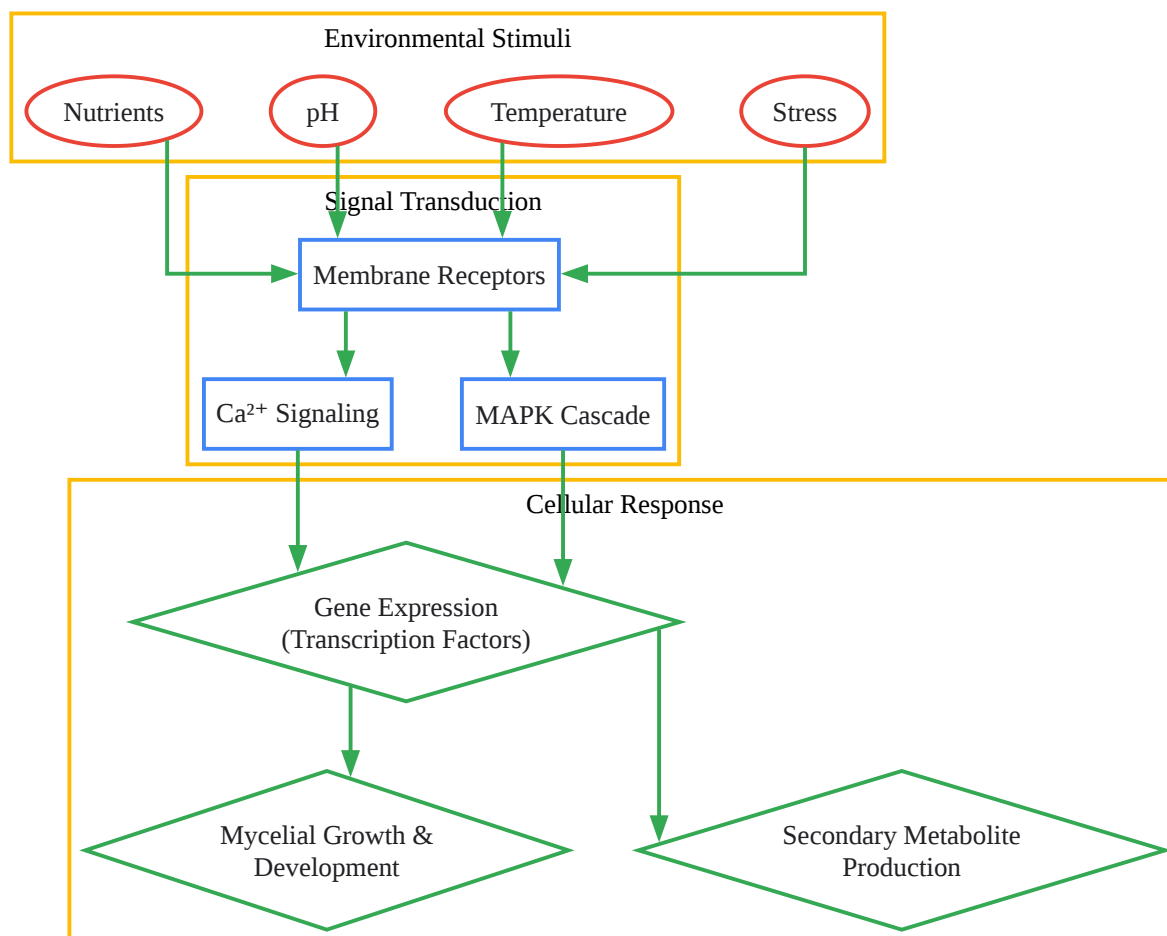 Environmental Stimuli
Nutrients
pH
Temperature
Stress
Signal Transduction
Membrane Receptors
Ca²⁺ Signaling
MAPK Cascade
Cellular Response
Gene Expression
(Transcription Factors)
Mycelial Growth &
Development
Secondary Metabolite
Production